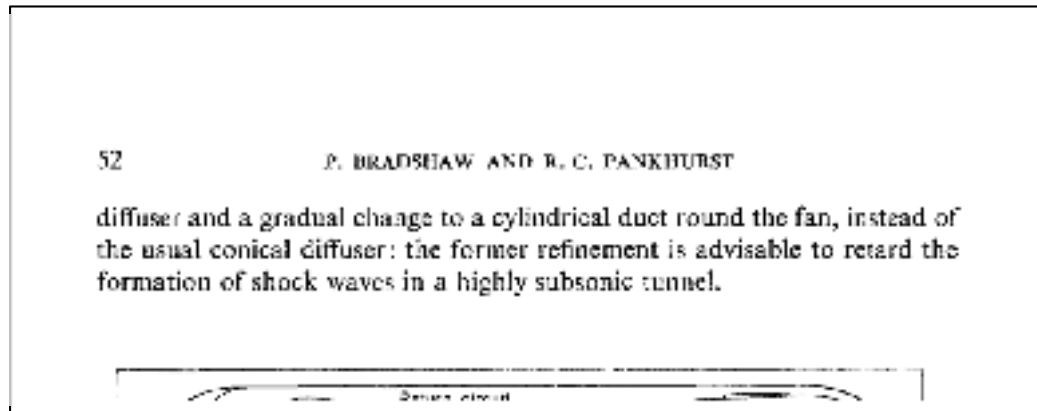 52
P. BRADSHAW AND R. C. PANKHURST
diffuser and a gradual change to a cylindrical duct round the fan, instead of
the usual conical diffuser: the former refinement is advisable to retard the
formation of shock waves in a highly subsonic tunnel.